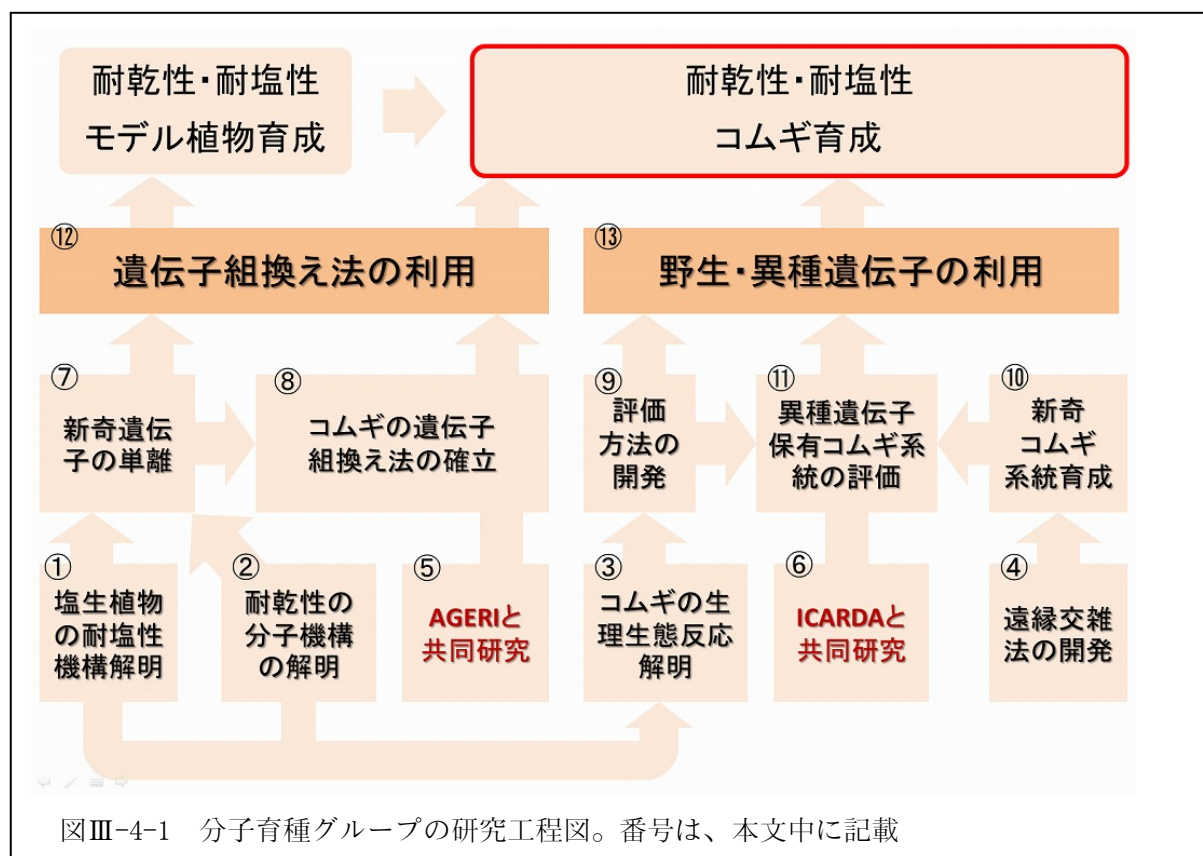 耐乾性・耐塩性
モデル植物育成
耐乾性・耐塩性
コムギ育成
⑫
遺伝子組換え法の利用
⑬
野生・異種遺伝子の利用
⑦
新奇遺伝
子の単離
⑧
コムギの遺伝子
組換え法の確立
⑨
評価
方法の
開発
⑪
異種遺伝子
保有コムギ系
統の評価
⑩
新奇
コムギ
系統育成
①
塩生植物
の耐塩性
機構解明
②
耐乾性の
分子機構
の解明
⑤
AGERIと
共同研究
③
コムギの生
理生態反応
解明
⑥
ICARDAと
共同研究
④
遠縁交雑
法の開発
図Ⅲ-4-1　分子育種グループの研究工程図。番号は、本文中に記載